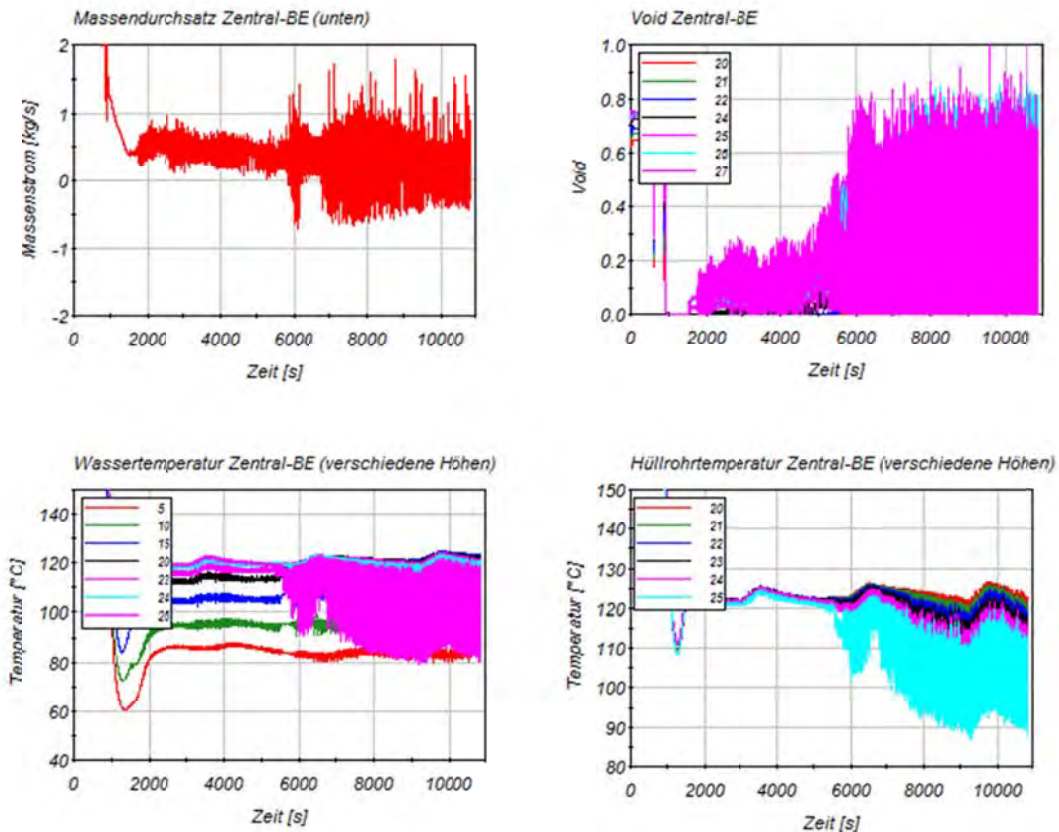 Massendurchsatz Zentral-BE (unten)
Massenstrom [kg/s]
2
1
0
-1
-2
0 2000 4000 6000 8000 10000
Zeit [s]
Void Zentral-BE
Void
1.0
0.8
0.6
0.4
0.2
0.0
20
21
22
24
25
26
27
0 2000 4000 6000 8000 10000
Zeit [s]
Wassertemperatur Zentral-BE (verschiedene Höhen)
Temperatur [°C]
140
120
100
80
60
40
5
10
15
20
24
0 2000 4000 6000 8000 10000
Zeit [s]
Hüllrohrtemperatur Zentral-BE (verschiedene Höhen)
Temperatur [°C]
150
140
130
120
110
100
90
80
20
21
22
23
24
25
0 2000 4000 6000 8000 10000
Zeit [s]